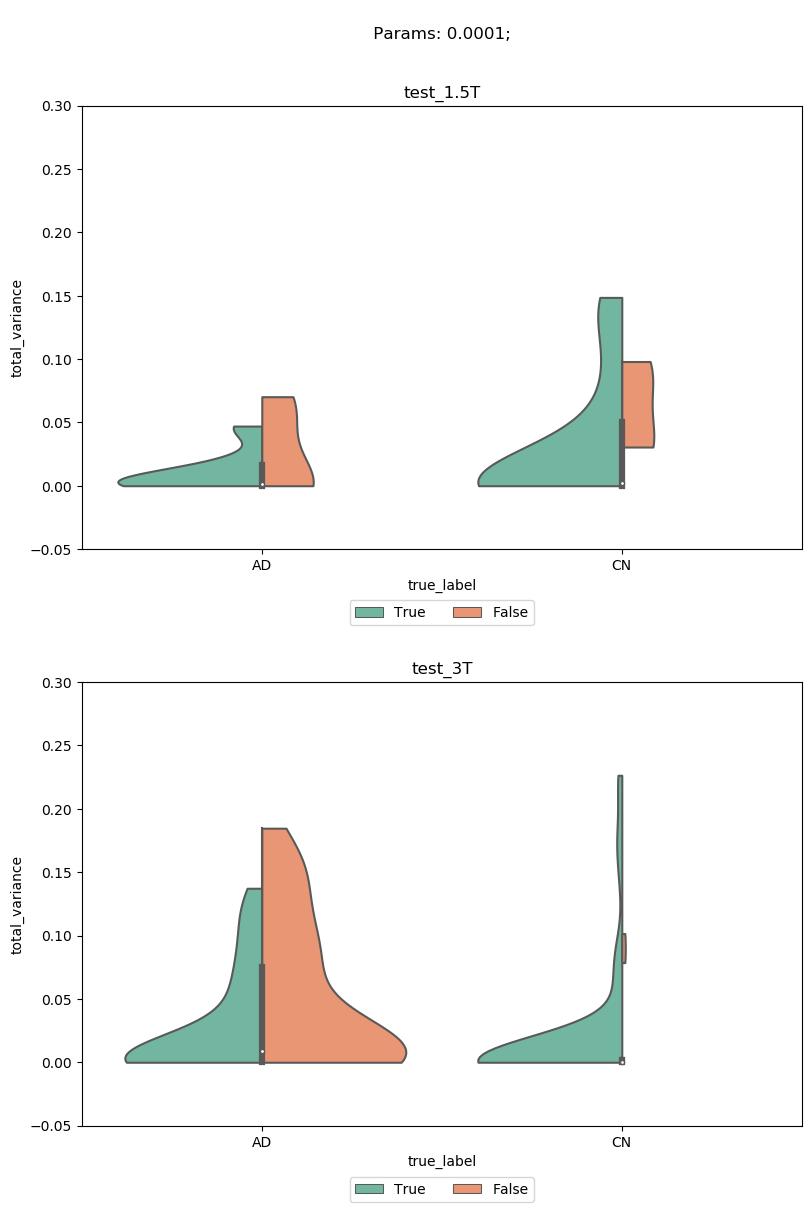 Params: 0.0001;
test_1.5T
0.30
0.25
0.20
0.15
0.10
0.05
0.00
−0.05
total_variance
AD CN
true_label
True False
test_3T
0.30
0.25
0.20
0.15
0.10
0.05
0.00
−0.05
total_variance
AD CN
true_label
True False